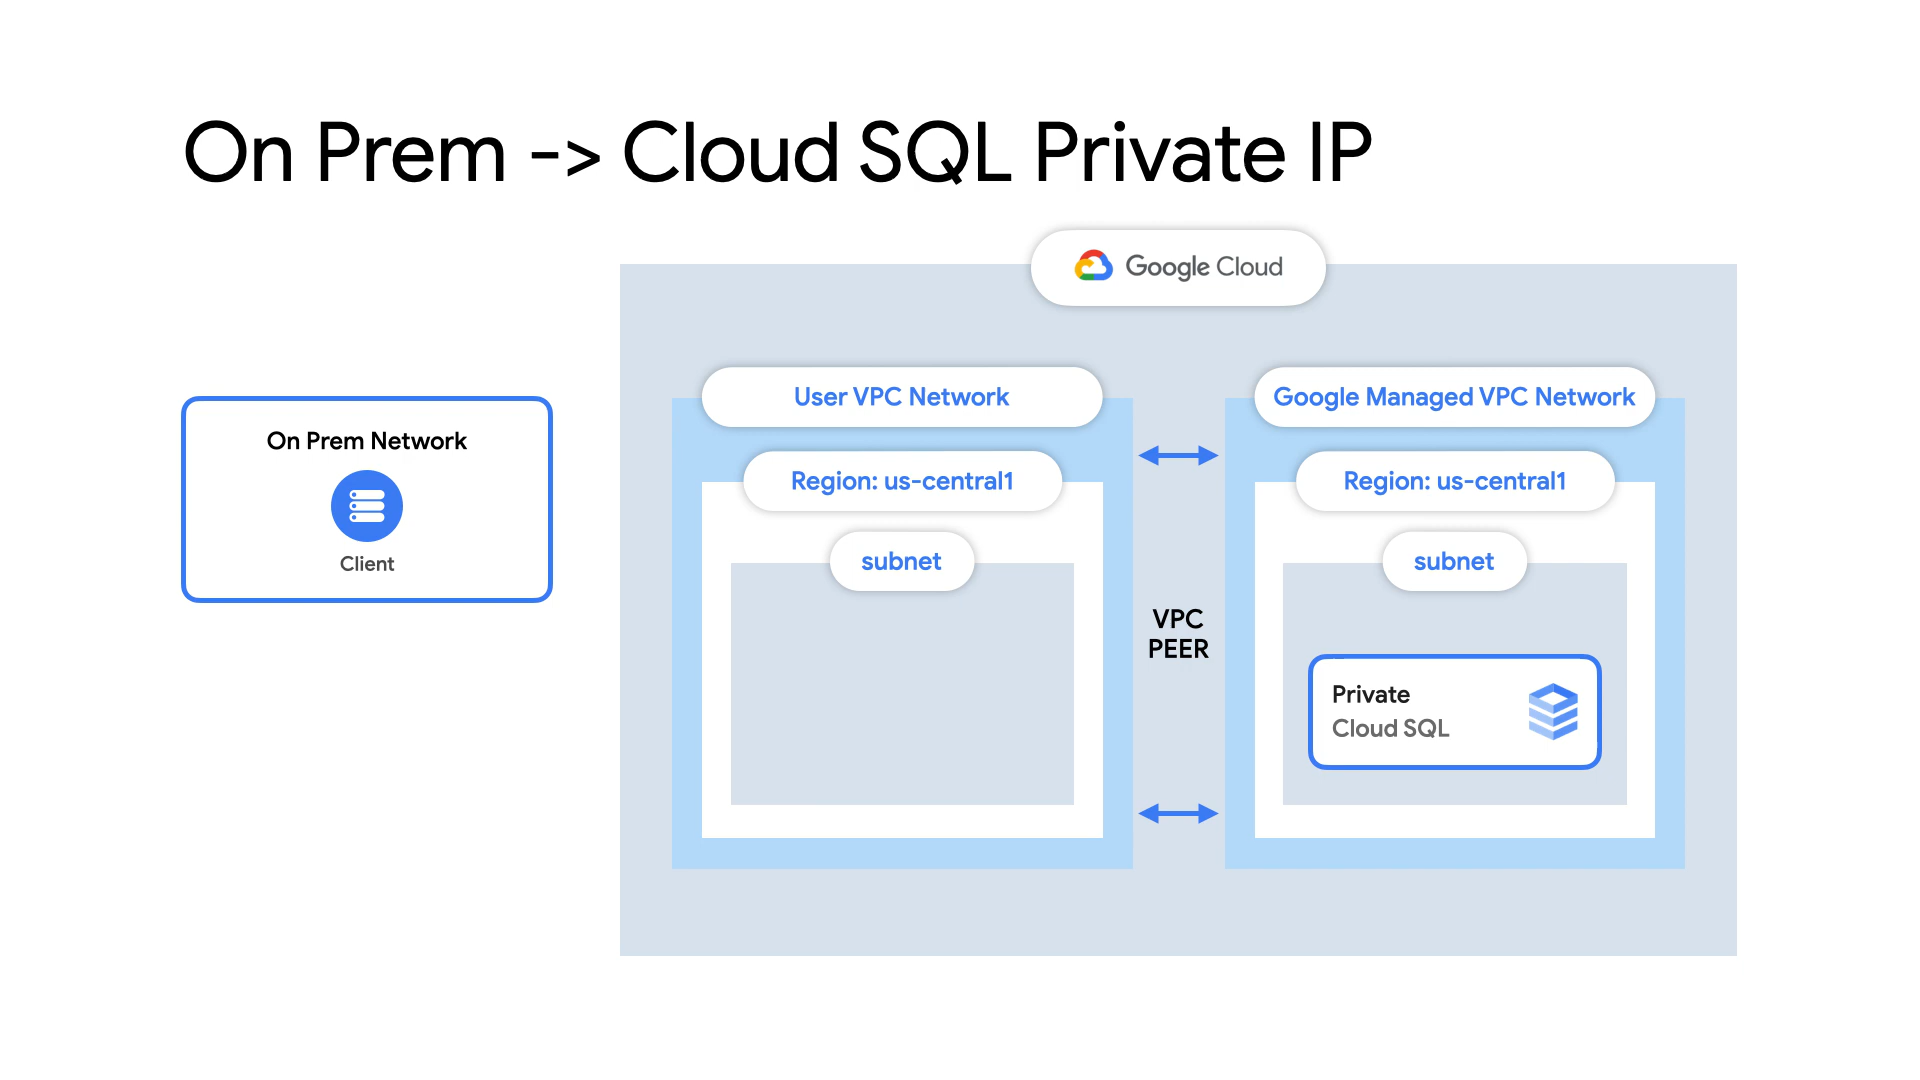 On Prem -> Cloud SQL Private IP
Google Cloud
On Prem Network
Client
User VPC Network
Region: us-central1
subnet
VPC
PEER
Google Managed VPC Network
Region: us-central1
subnet
Private
Cloud SQL